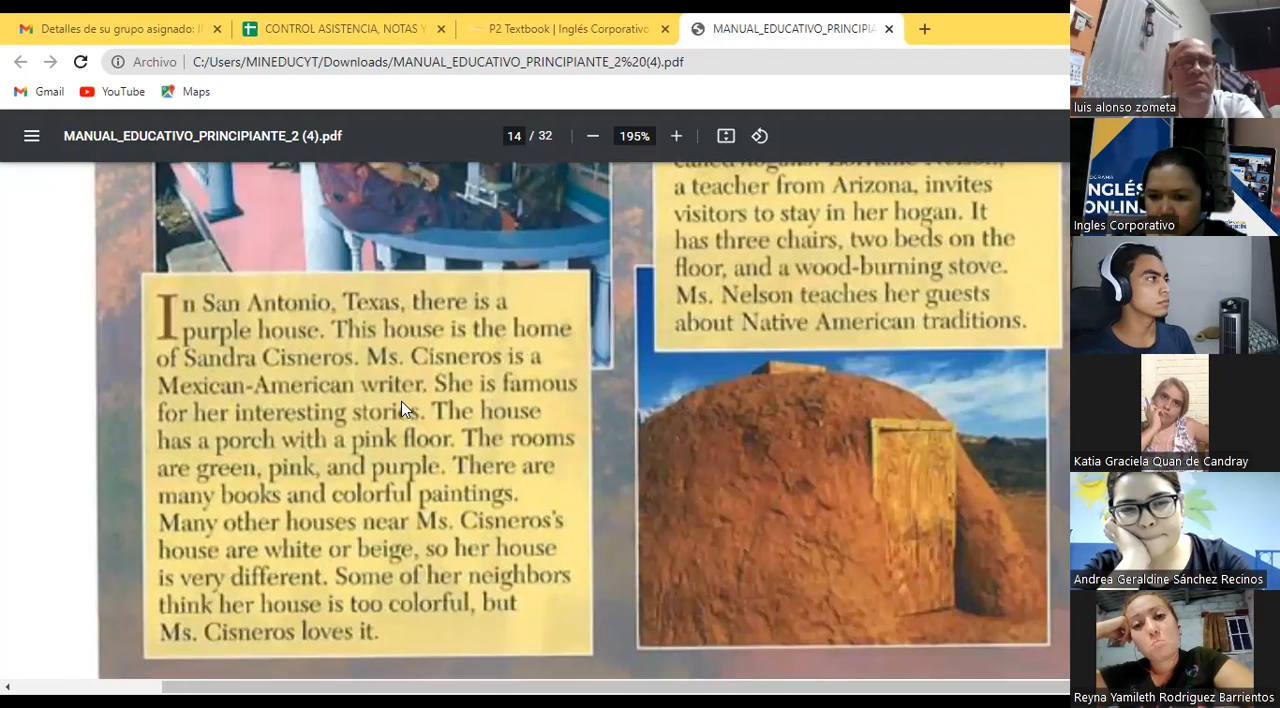 Detalles de su grupo asignado: I
CONTROL ASISTENCIA, NOTAS Y
P2 Textbook | Inglés Corporativo
MANUAL_EDUCATIVO_PRINCIPIA
Archivo
C:/Users/MINEDUCYT/Downloads/MANUAL_EDUCATIVO_PRINCIPIANTE_2%20(4).pdf
Gmail
YouTube
Maps
MANUAL_EDUCATIVO_PRINCIPIANTE_2 (4).pdf
14 / 32
195%
In San Antonio, Texas, there is a
purple house. This house is the home
of Sandra Cisneros. Ms. Cisneros is a
Mexican-American writer. She is famous
for her interesting stories. The house
has a porch with a pink floor. The rooms
are green, pink, and purple. There are
many books and colorful paintings.
Many other houses near Ms. Cisneros's
house are white or beige, so her house
is very different. Some of her neighbors
think her house is too colorful, but
Ms. Cisneros loves it.
a teacher from Arizona, invites
visitors to stay in her hogan. It
has three chairs, two beds on the
floor, and a wood-burning stove.
Ms. Nelson teaches her guests
about Native American traditions.
luis alonso zometa
INGLÉS
ONLIN
Ingles Corporativo
Katia Graciela Quan de Candray
Andrea Geraldine Sánchez Recinos
Reyna Yamileth Rodriguez Barrientos